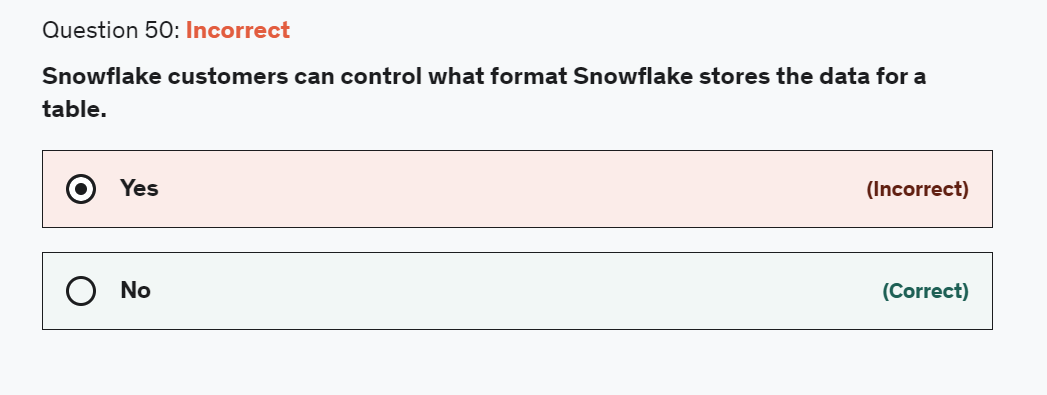 Question 50: Incorrect
Snowflake customers can control what format Snowflake stores the data for a
table.
Yes (Incorrect)
No (Correct)